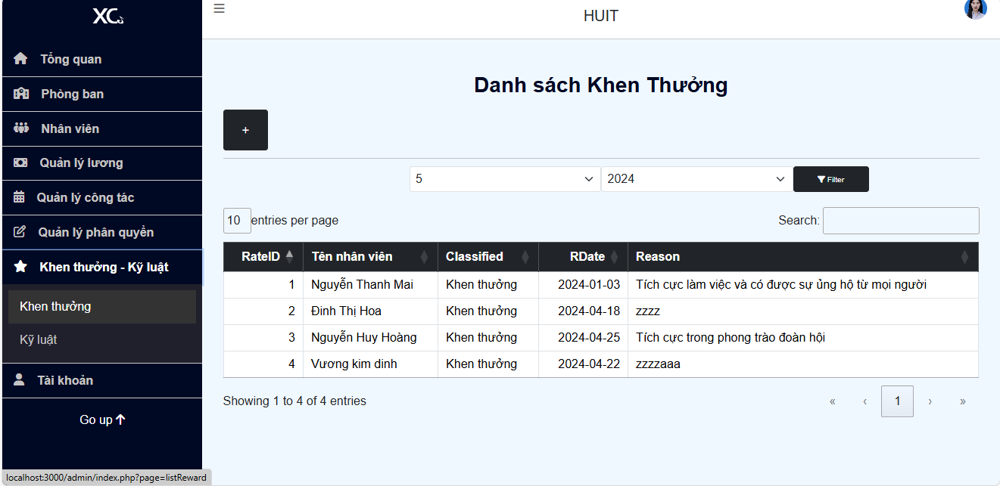 XC
HUIT
Tổng quan
Phòng ban
Nhân viên
Quản lý lương
Quản lý công tác
Quản lý phân quyền
Khen thưởng - Kỹ luật
Khen thưởng
Kỹ luật
Tài khoản
Go up
localhost:3000/admin/index.php?page=listReward
Danh sách Khen Thưởng
+
5 2024 Filter
10 entries per page Search:
RateID Tên nhân viên Classified RDate Reason
1 Nguyễn Thanh Mai Khen thưởng 2024-01-03 Tích cực làm việc và có được sự ủng hộ từ mọi người
2 Đinh Thị Hoa Khen thưởng 2024-04-18 zzzz
3 Nguyễn Huy Hoàng Khen thưởng 2024-04-25 Tích cực trong phong trào đoàn hội
4 Vương kim dinh Khen thưởng 2024-04-22 zzzzaaa
Showing 1 to 4 of 4 entries
« ‹ 1 › »